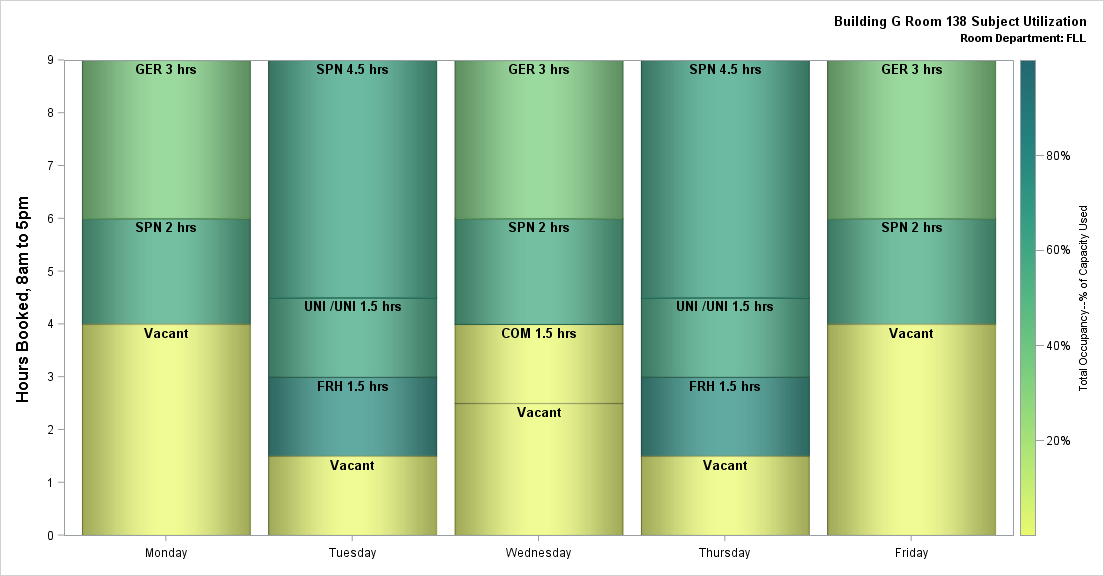 Building G Room 138 Subject Utilization
Room Department: FLL
Hours Booked, 8am to 5pm
9
8
7
6
5
4
3
2
1
0
GER 3 hrs
SPN 2 hrs
Vacant
SPN 4.5 hrs
UNI /UNI 1.5 hrs
FRH 1.5 hrs
Vacant
GER 3 hrs
SPN 2 hrs
COM 1.5 hrs
Vacant
SPN 4.5 hrs
UNI /UNI 1.5 hrs
FRH 1.5 hrs
Vacant
GER 3 hrs
SPN 2 hrs
Vacant
Monday
Tuesday
Wednesday
Thursday
Friday
80%
60%
40%
20%
Total Occupancy--% of Capacity Used